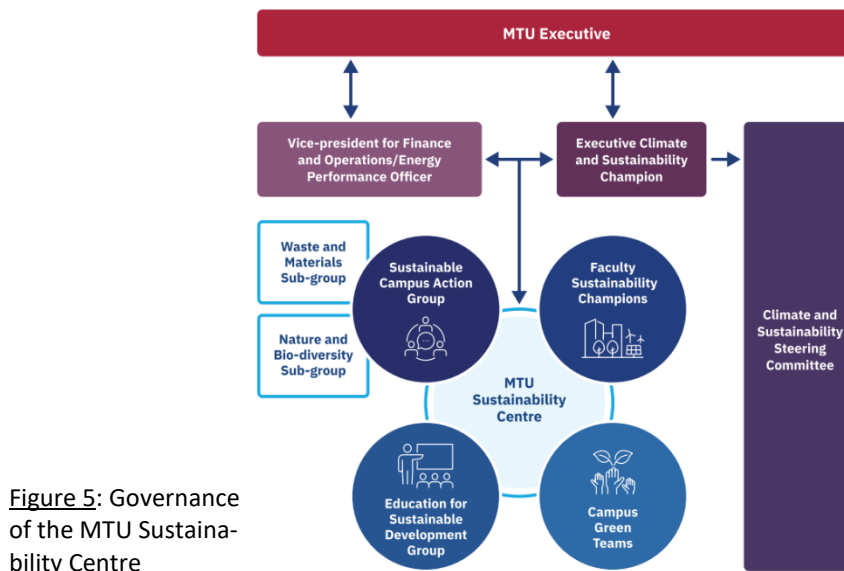 MTU Executive
Vice-president for Finance
and Operations/Energy
Performance Officer
Executive Climate
and Sustainability
Champion
Waste and
Materials
Sub-group
Nature and
Bio-diversity
Sub-group
Sustainable
Campus Action
Group
Faculty
Sustainability
Champions
MTU
Sustainability
Centre
Education for
Sustainable
Development
Group
Campus
Green
Teams
Climate and
Sustainability
Steering
Committee
Figure 5: Governance
of the MTU Sustaina-
bility Centre